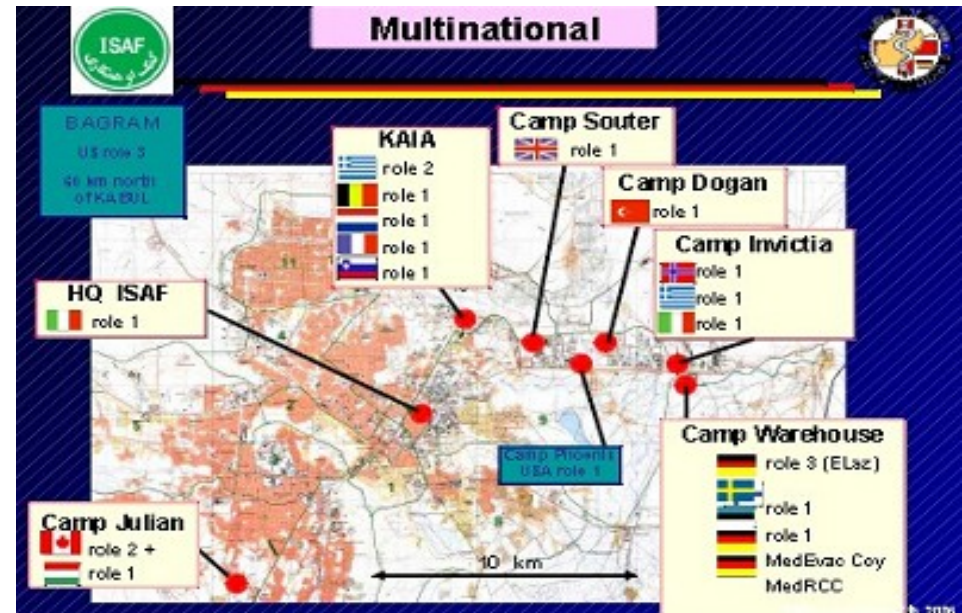 Multinational
ISAF
BAGRAM
US role 3
60 km north
of KABUL
KAIA
role 2
role 1
role 1
role 1
role 1
Camp Souter
role 1
Camp Dogan
role 1
Camp Invictia
role 1
role 1
role 1
HQ ISAF
role 1
Camp Phoenix
USA role 1
Camp Warehouse
role 3 (ELaz)
role 1
role 1
MedEvac Coy
MedRCC
Camp Julian
role 2 +
role 1
10 km